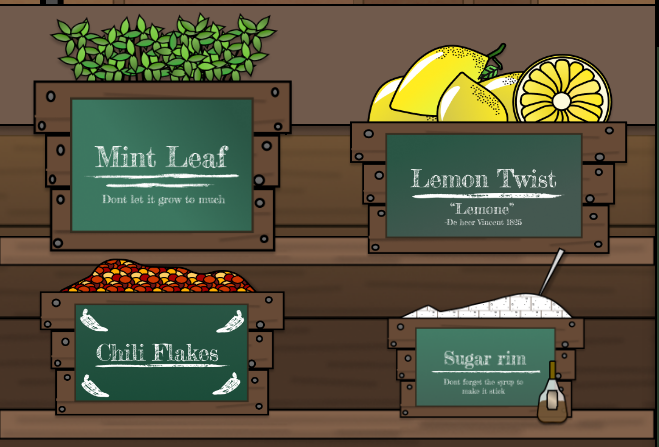 Mint Leaf
Dont let it grow to much
Lemon Twist
"Lemone"
-De heer Vincent 1825
Chili Flakes
Sugar rim
Dont forget the syrup to
make it stick